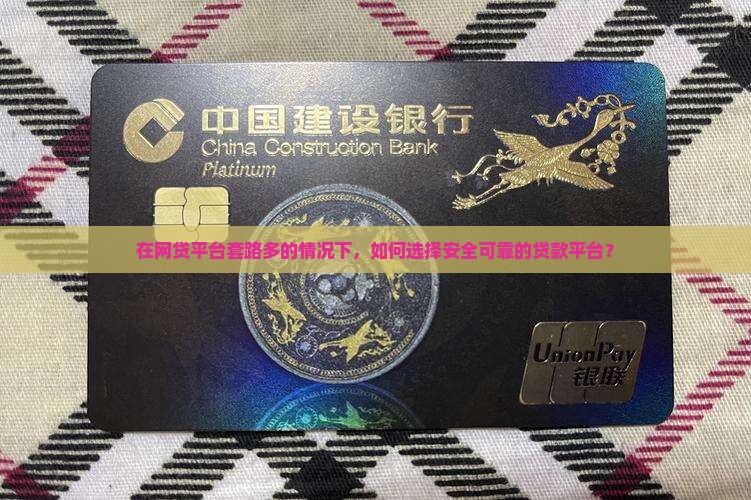 中国建设银行
China Construction Bank
Platinum
在网贷平台套路多的情况下，如何选择安全可靠的贷款平台？
UnionPay
银联